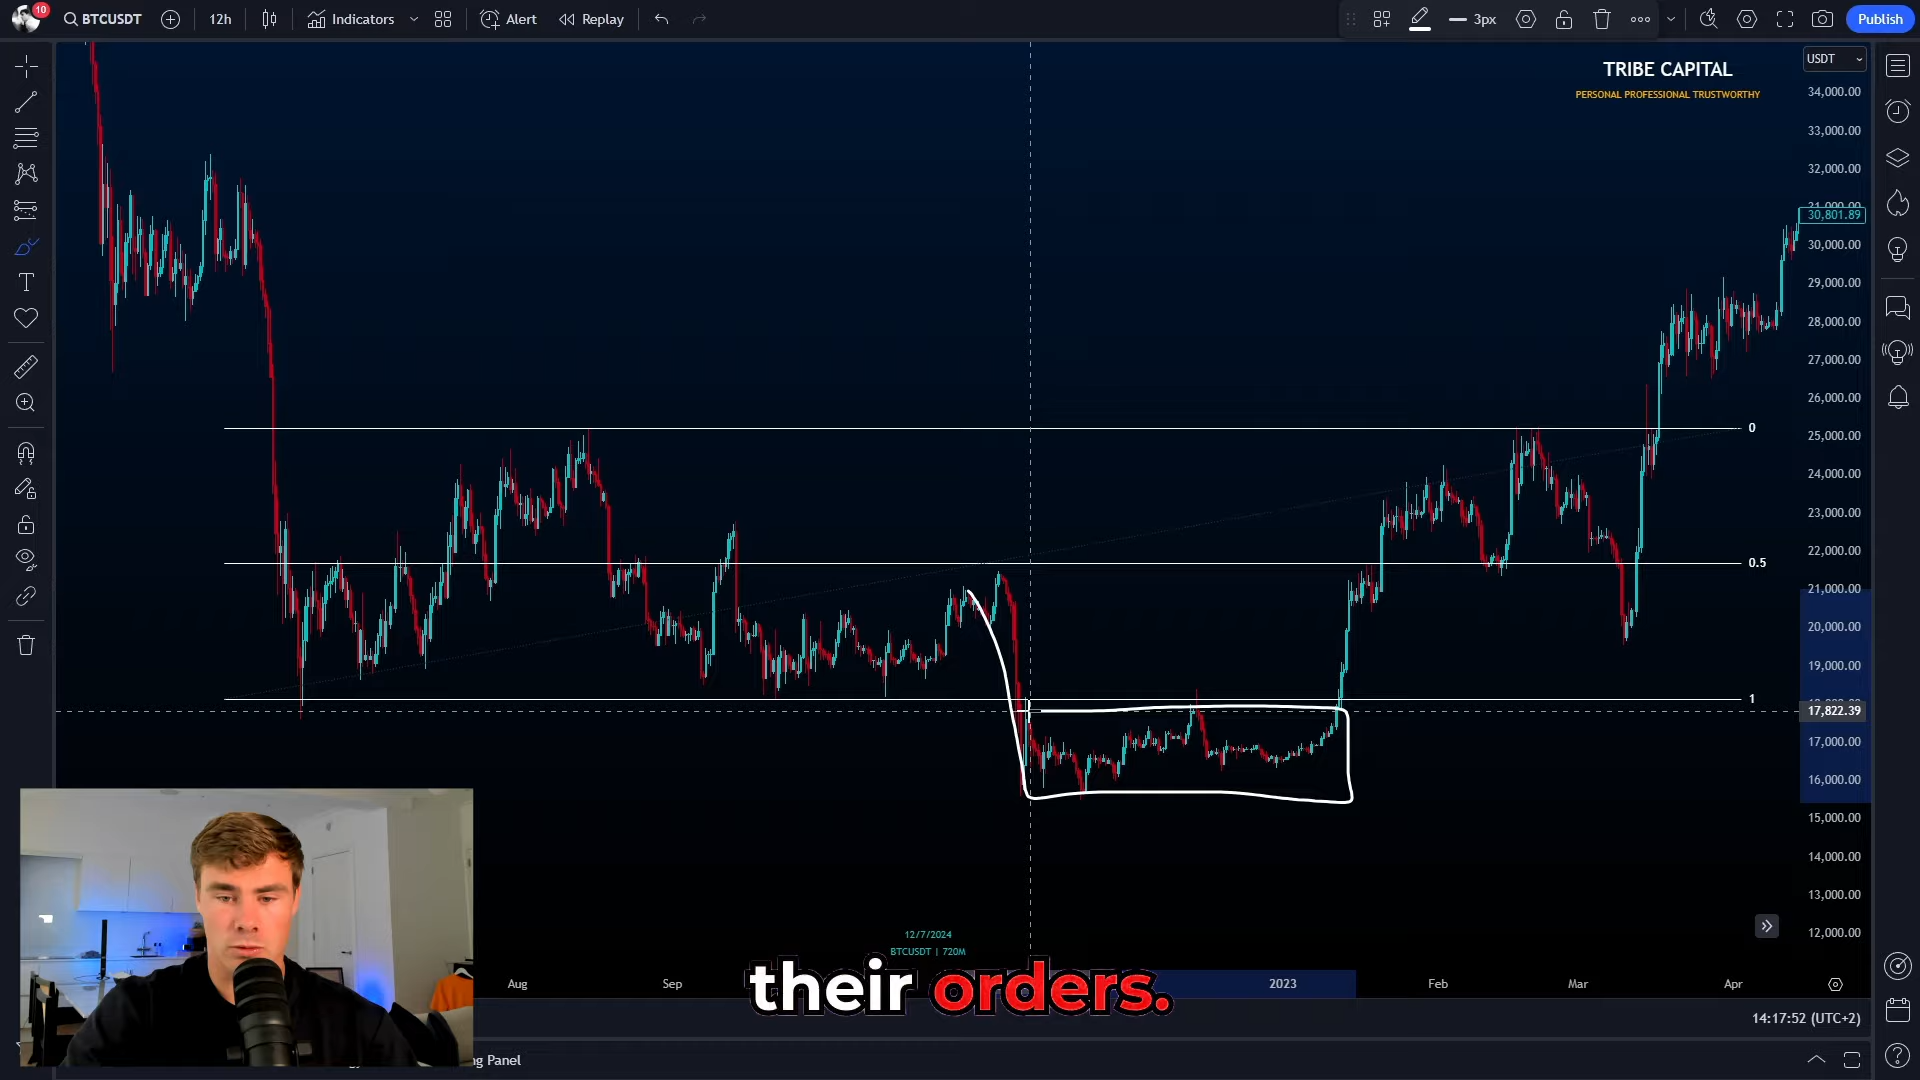 10
BTCUSDT
12h
Indicators
Alert
Replay
3px
Publish
TRIBE CAPITAL
PERSONAL PROFESSIONAL TRUSTWORTHY
USDT
34,000.00
33,000.00
32,000.00
30,801.89
30,000.00
29,000.00
28,000.00
27,000.00
26,000.00
0
25,000.00
24,000.00
23,000.00
22,000.00
0.5
21,000.00
20,000.00
19,000.00
1
17,822.39
17,000.00
16,000.00
15,000.00
14,000.00
13,000.00
12,000.00
12/7/2024
BTCUSDT | 720M
their orders.
Aug
Sep
2023
Feb
Mar
Apr
14:17:52 (UTC+2)
Panel